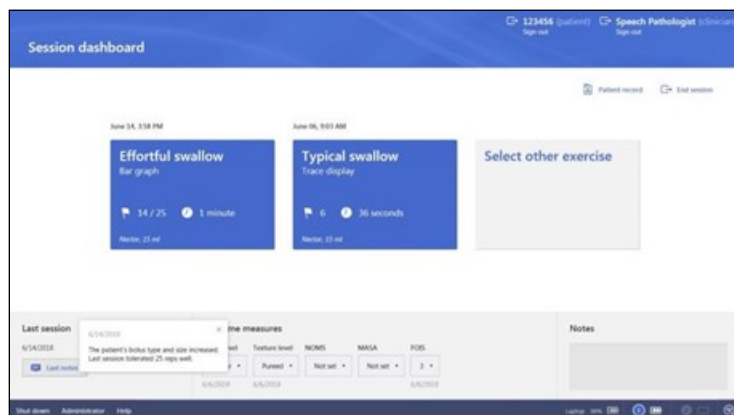 123456 (patient)
Sign out
Speech Pathologist (clinician)
Sign out
Session dashboard
Patient record
End session
June 14, 3:58 PM
June 06, 9:03 AM
Effortful swallow
Bar graph
14 / 25
1 minute
Nectar, 15 ml
Typical swallow
Trace display
6
36 seconds
Nectar, 15 ml
Select other exercise
Last session
6/14/2018
Last notes
6/14/2018
The patient's bolus type and size increased.
Last session tolerated 25 reps well.
me measures
Texture level
Pureed
6/6/2018
6/6/2018
NOMS
Not set
MASA
Not set
FOIS
3
6/6/2018
Notes
Shut down
Administrator
Help
Laptop